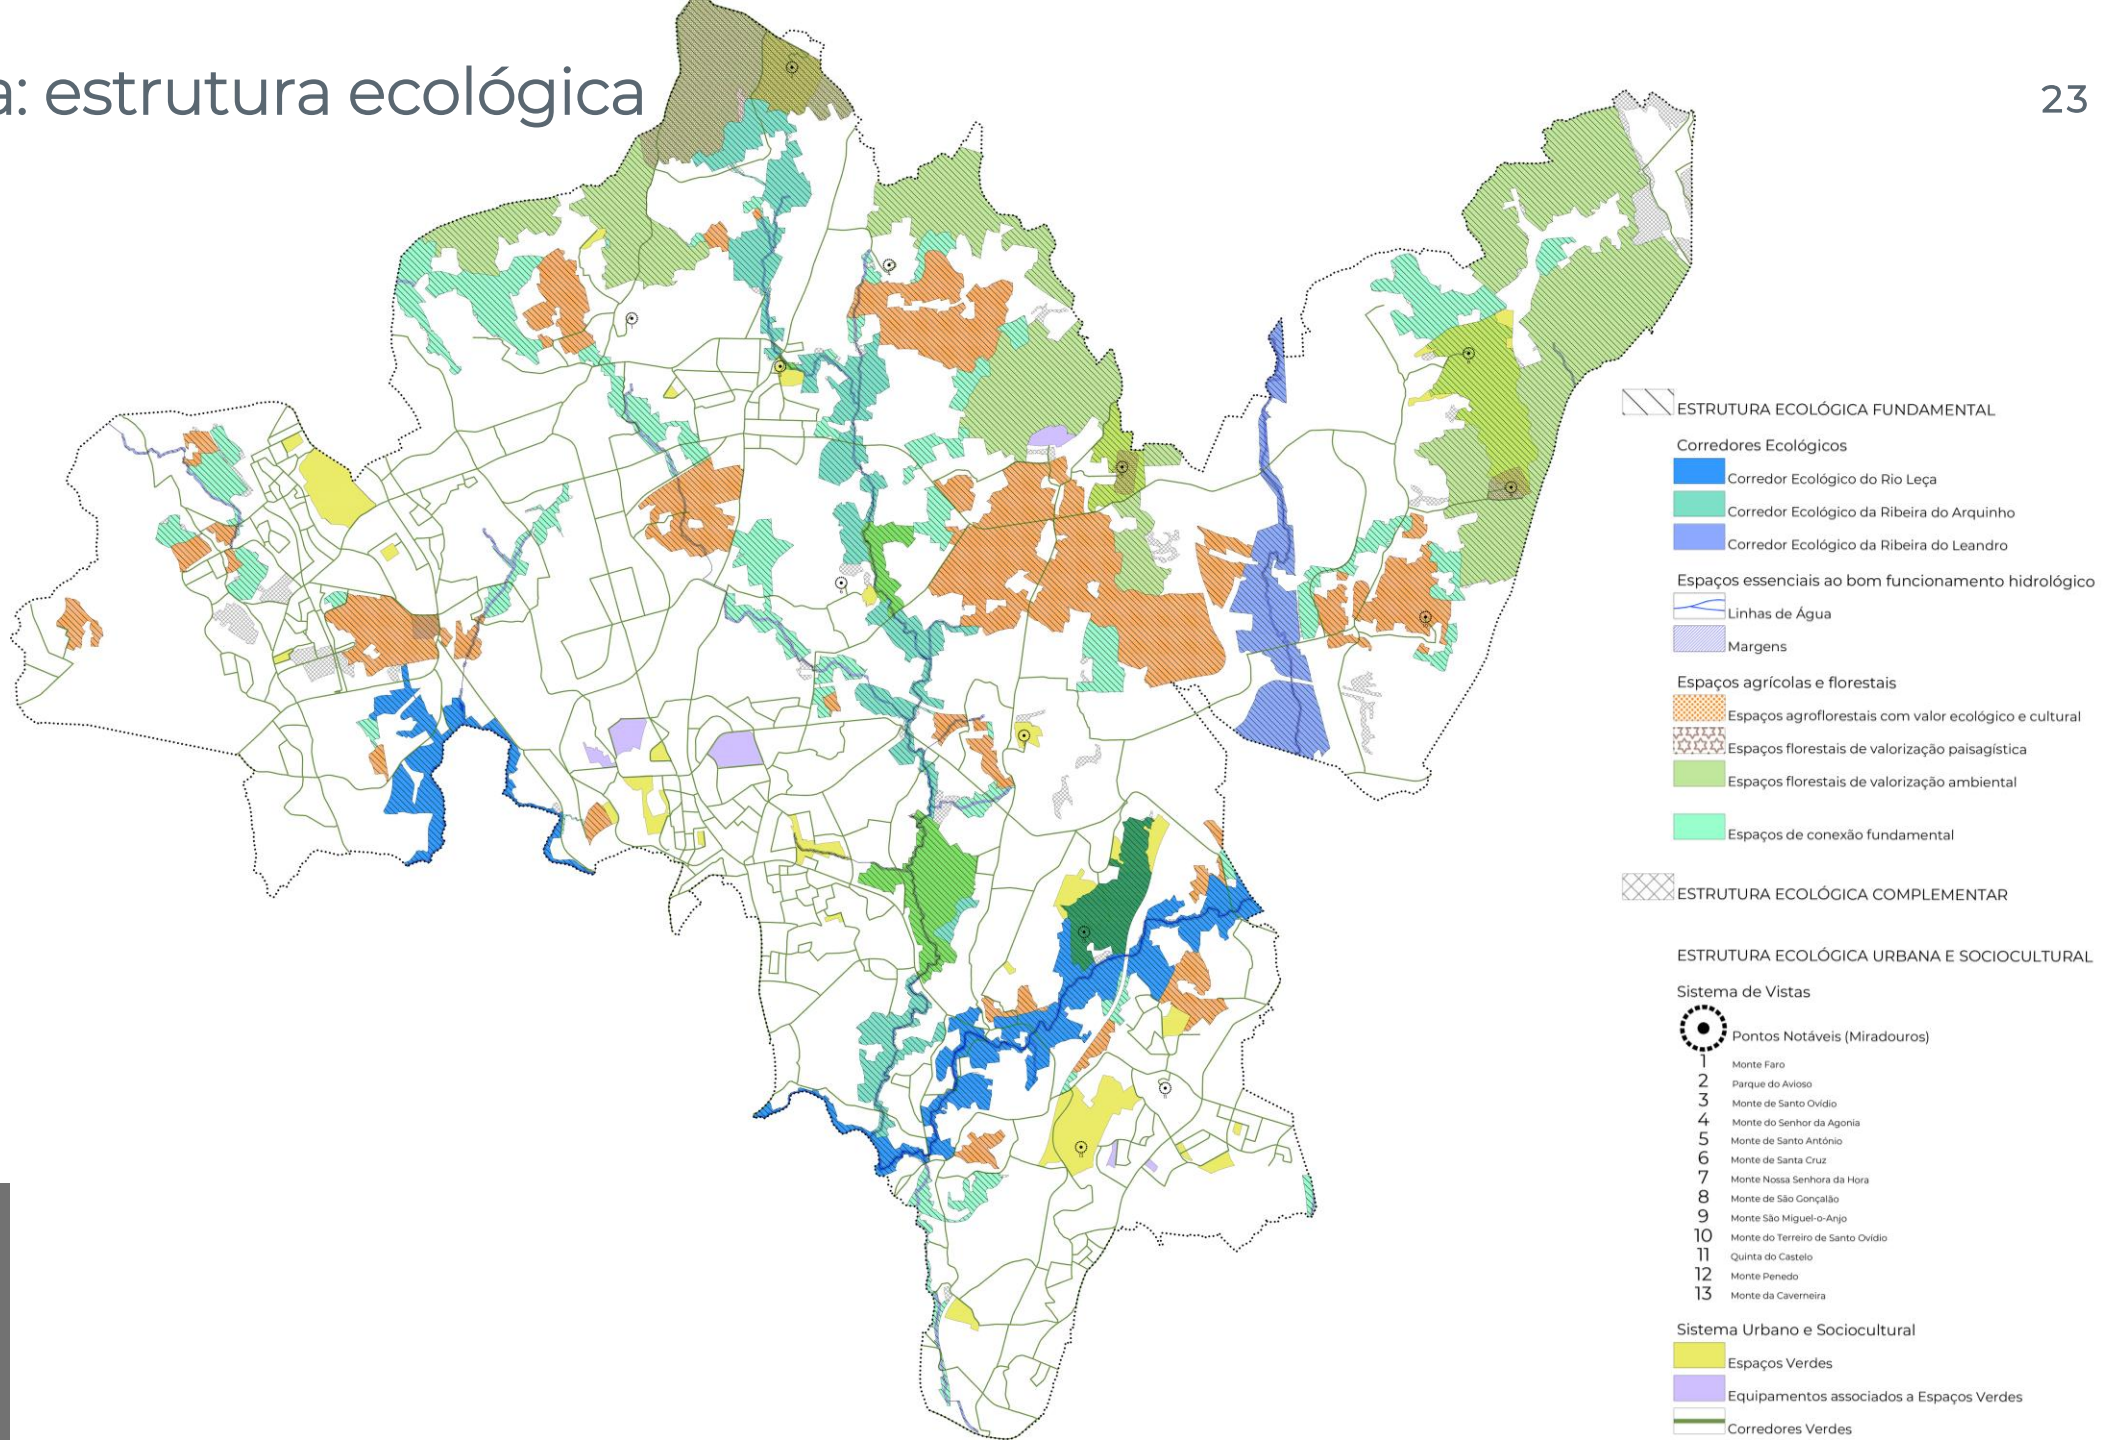 a: estrutura ecológica
23
ESTRUTURA ECOLÓGICA FUNDAMENTAL
Corredores Ecológicos
Corredor Ecológico do Rio Leça
Corredor Ecológico da Ribeira do Arquinho
Corredor Ecológico da Ribeira do Leandro
Espaços essenciais ao bom funcionamento hidrológico
Linhas de Água
Margens
Espaços agrícolas e florestais
Espaços agroflorestais com valor ecológico e cultural
Espaços florestais de valorização paisagística
Espaços florestais de valorização ambiental
Espaços de conexão fundamental
ESTRUTURA ECOLÓGICA COMPLEMENTAR
ESTRUTURA ECOLÓGICA URBANA E SOCIOCULTURAL
Sistema de Vistas
Pontos Notáveis (Miradouros)
1 Monte Faro
2 Parque do Avioso
3 Monte de Santo Ovídio
4 Monte do Senhor da Agonia
5 Monte de Santo António
6 Monte de Santa Cruz
7 Monte Nossa Senhora da Hora
8 Monte de São Gonçalão
9 Monte São Miguel-o-Anjo
10 Monte do Terreiro de Santo Ovídio
11 Quinta do Castelo
12 Monte Penedo
13 Monte da Caverneira
Sistema Urbano e Sociocultural
Espaços Verdes
Equipamentos associados a Espaços Verdes
Corredores Verdes